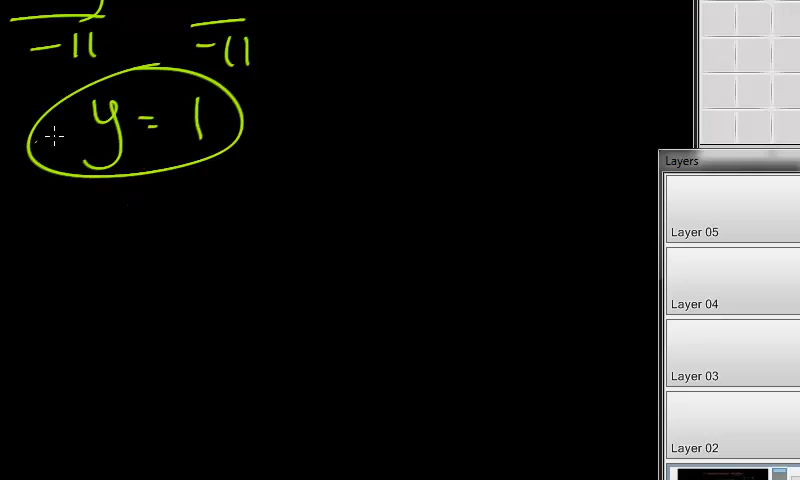 -11 -11
y = 1
Layers
Layer 05
Layer 04
Layer 03
Layer 02